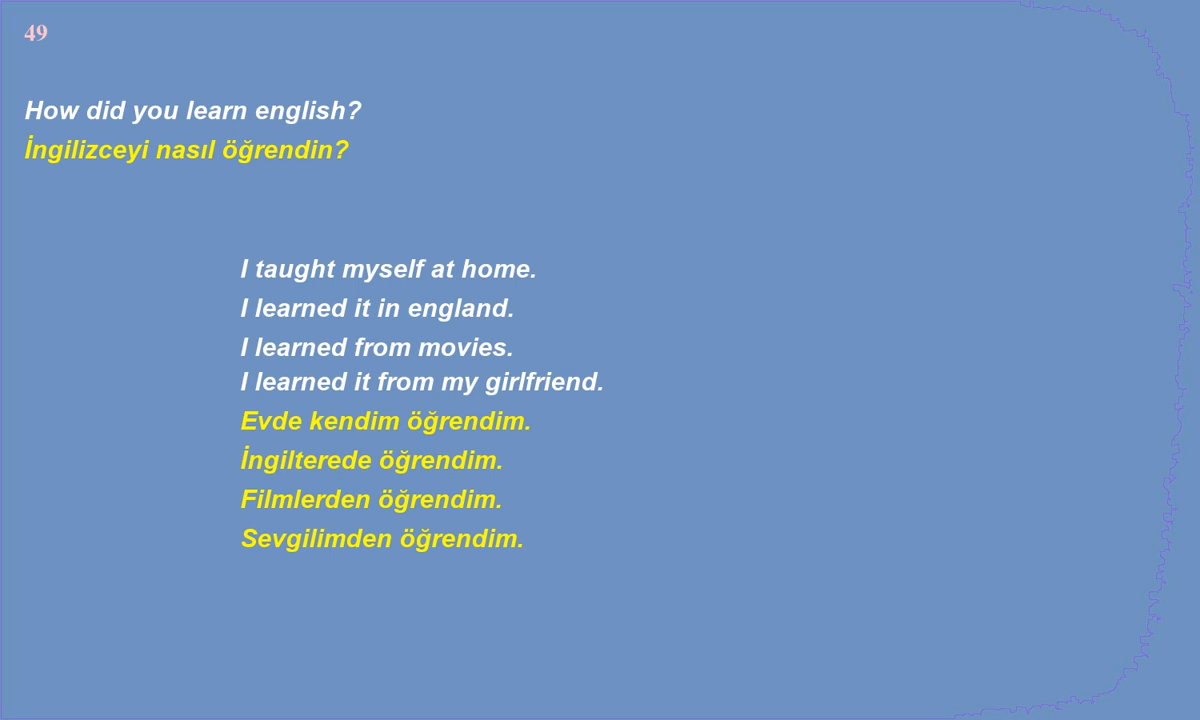 49
How did you learn english?
İngilizceyi nasıl öğrendin?
I taught myself at home.
I learned it in england.
I learned from movies.
I learned it from my girlfriend.
Evde kendim öğrendim.
İngilterede öğrendim.
Filmlerden öğrendim.
Sevgilimden öğrendim.